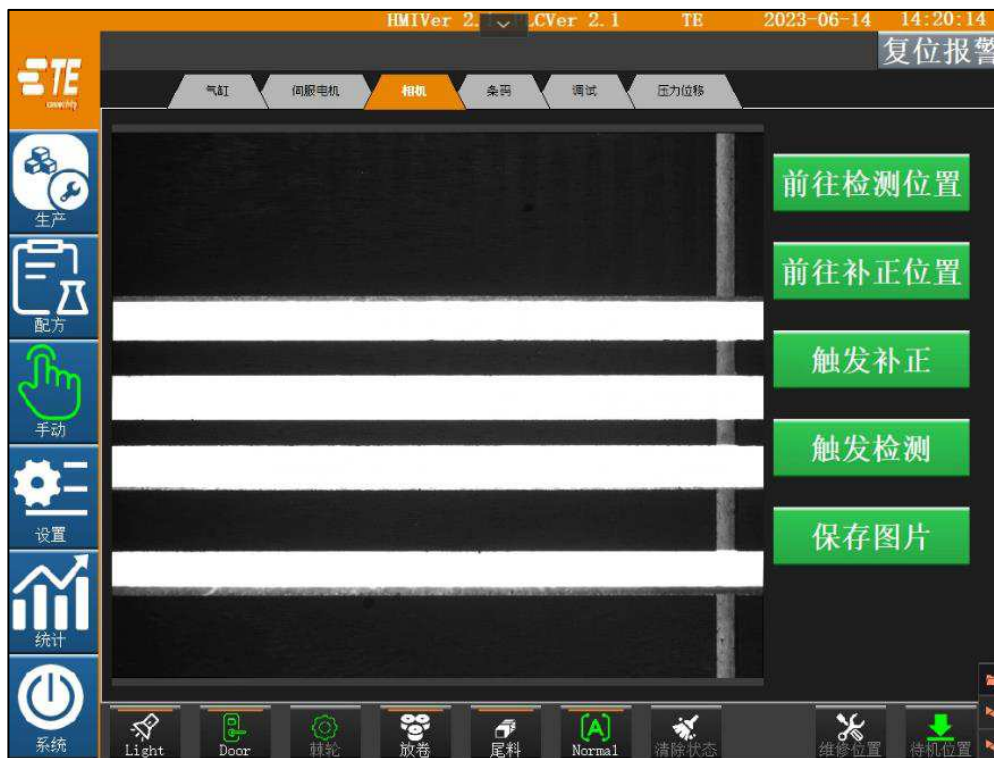 HMIVer 2. CVer 2.1 TE 2023-06-14 14:20:14
复位报警
TE
connectivity
气缸 伺服电机 相机 条码 调试 压力位移
前往检测位置
前往补正位置
触发补正
触发检测
保存图片
生产
配方
手动
设置
统计
系统
Light Door 棘轮 放卷 尾料 Normal 清除状态 维修位置 待机位置